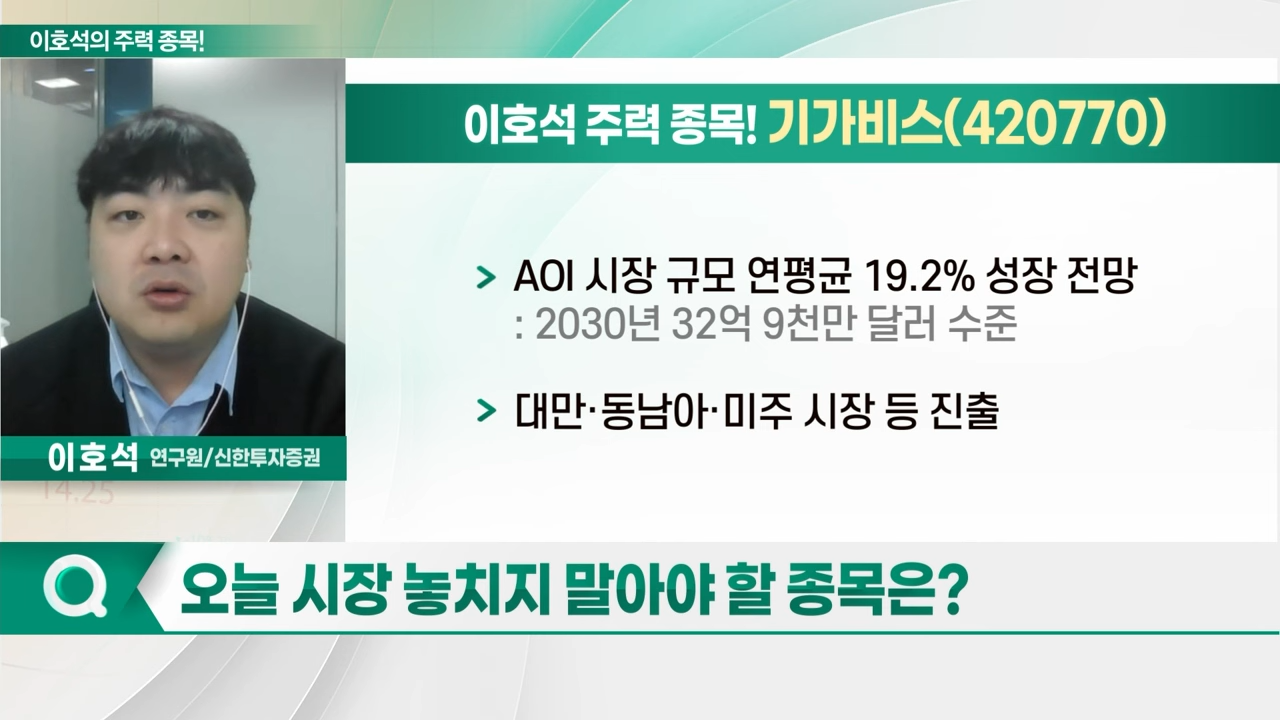 이호석의 주력 종목!
이호석 주력 종목! 기가비스(420770)
> AOI 시장 규모 연평균 19.2% 성장 전망
: 2030년 32억 9천만 달러 수준
> 대만·동남아·미주 시장 등 진출
이호석 연구원/신한투자증권
14.25
오늘 시장 놓치지 말아야 할 종목은?